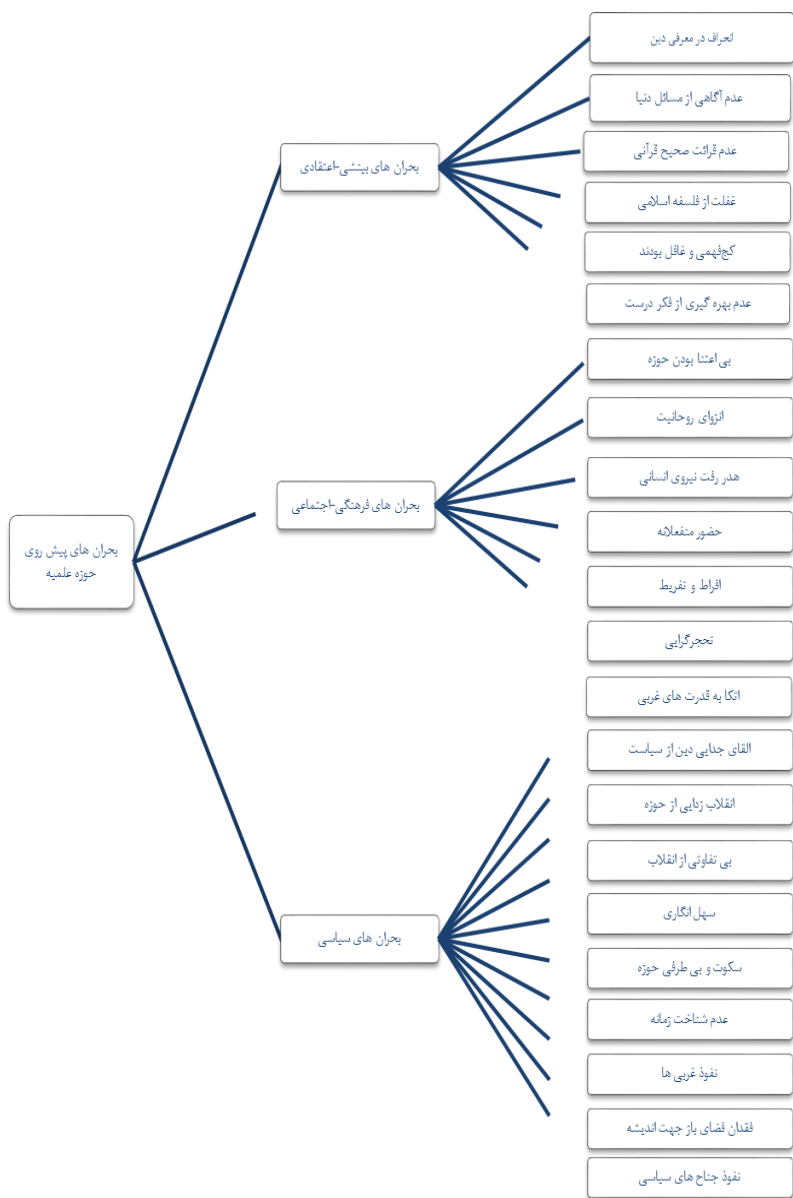 بحران های پیش روی
حوزه علمیه
بحران های بینشی-اعتقادی
انحراف در معرفی دین
عدم آگاهی از مسائل دنیا
عدم قرائت صحیح قرآنی
غفلت از فلسفه اسلامی
کج‌فهمی و غافل بودند
عدم بهره گیری از فکر درست
بحران های فرهنگی-اجتماعی
بی اعتنا بودن حوزه
انزوای روحانیت
هدر رفت نیروی انسانی
حضور منفعلانه
افراط و تفریط
تحجرگرایی
بحران های سیاسی
اتکا به قدرت های غربی
القای جدایی دین از سیاست
انقلاب زدایی از حوزه
بی تفاوتی از انقلاب
سهل انگاری
سکوت و بی طرفی حوزه
عدم شناخت زمانه
نفوذ غربی ها
فقدان فضای باز جهت اندیشه
نفوذ جناح های سیاسی